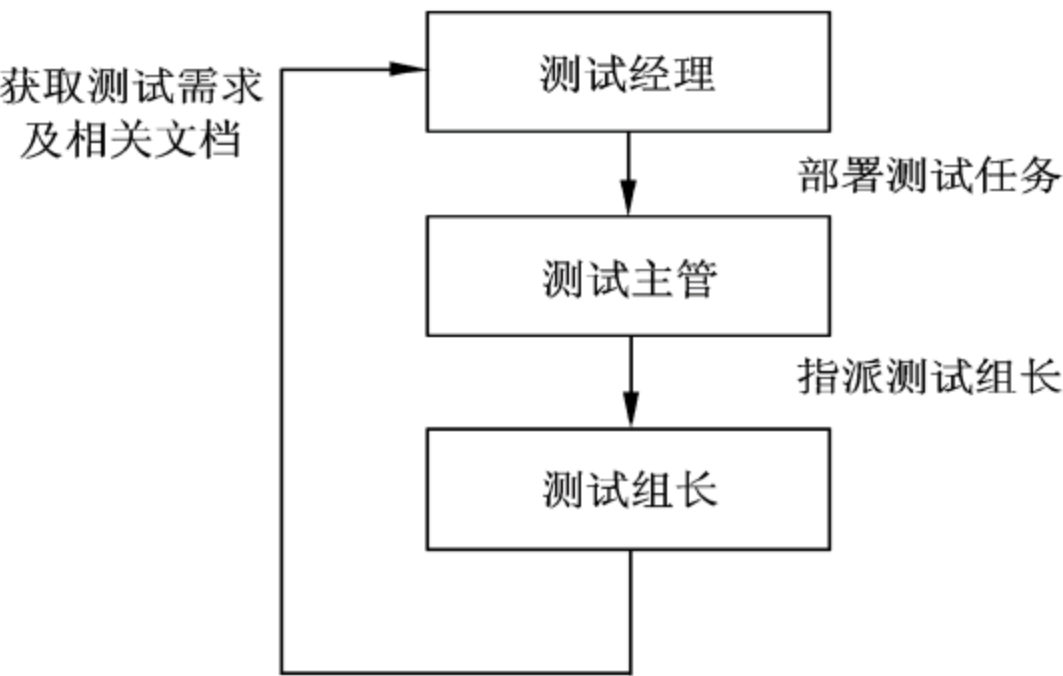 测试经理
获取测试需求
及相关文档
部署测试任务
测试主管
指派测试组长
测试组长